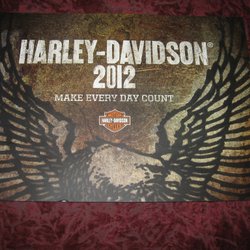 HARLEY-DAVIDSON®
2012
MAKE EVERY DAY COUNT
HARLEY-DAVIDSON